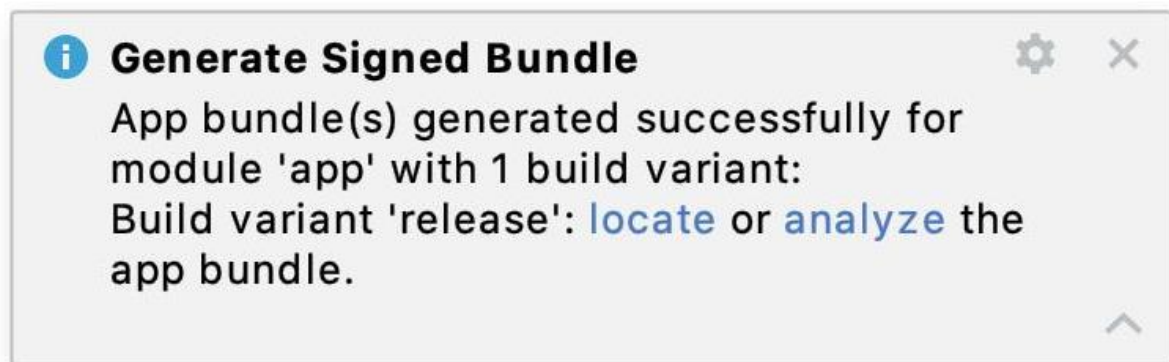 Generate Signed Bundle
App bundle(s) generated successfully for
module 'app' with 1 build variant:
Build variant 'release': locate or analyze the
app bundle.